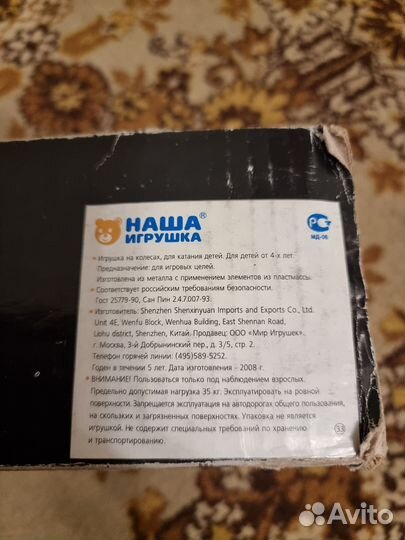 НАША®
ИГРУШКА
РС
МД-06
Игрушка на колесах, для катания детей. Для детей от 4-х лет.
Предназначение: для игровых целей.
Изготовлена из металла с применением элементов из пластмассы.
Соответствует российским требованиям безопасности.
Гост 25779-90, Сан Пин 2.4.7.007-93.
Изготовитель: Shenzhen Shenxinyuan Imports and Exports Co., Ltd.
Unit 4E, Wenfu Block, Wenhua Building, East Shennan Road,
Liohu district, Shenzhen, Китай. Продавец: ООО «Мир Игрушек».
г. Москва, 3-й Добрынинский пер., д. 3/5, стр. 2.
Телефон горячей линии: (495)589-5252.
Годен в течении 5 лет. Дата изготовления - 2008 г.
ВНИМАНИЕ! Пользоваться только под наблюдением взрослых.
Предельно допустимая нагрузка 35 кг. Эксплуатировать на ровной
поверхности. Запрещается эксплуатация на автодорогах общего пользования,
на скользких и загрязненных поверхностях. Упаковка не является
игрушкой. Не содержит специальных требований по хранению
и транспортированию.
33
Avito